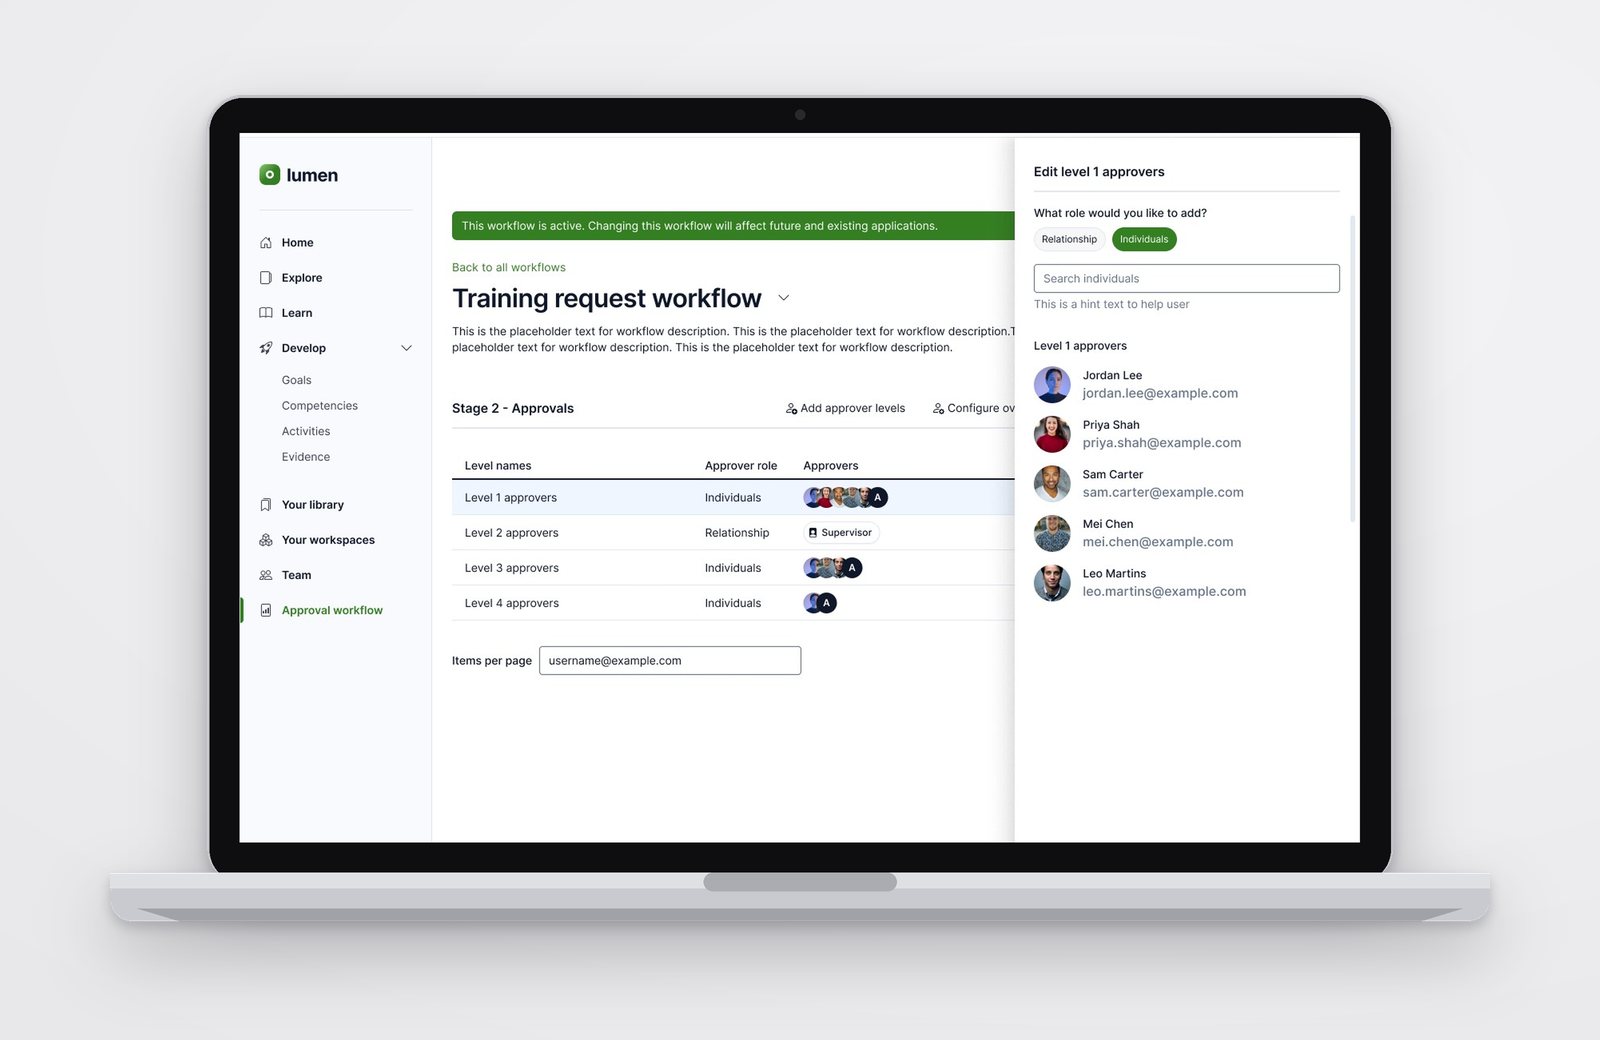 lumen
Home
Explore
Learn
Develop
Goals
Competencies
Activities
Evidence
Your library
Your workspaces
Team
Approval workflow
This workflow is active. Changing this workflow will affect future and existing applications.
Back to all workflows
Training request workflow
This is the placeholder text for workflow description. This is the placeholder text for workflow description.T
placeholder text for workflow description. This is the placeholder text for workflow description.
Stage 2 - Approvals
Add approver levels
Configure ov
Level names Approver role Approvers
Level 1 approvers Individuals A
Level 2 approvers Relationship Supervisor
Level 3 approvers Individuals A
Level 4 approvers Individuals A
Items per page username@example.com
Edit level 1 approvers
What role would you like to add?
Relationship Individuals
Search individuals
This is a hint text to help user
Level 1 approvers
Jordan Lee
jordan.lee@example.com
Priya Shah
priya.shah@example.com
Sam Carter
sam.carter@example.com
Mei Chen
mei.chen@example.com
Leo Martins
leo.martins@example.com